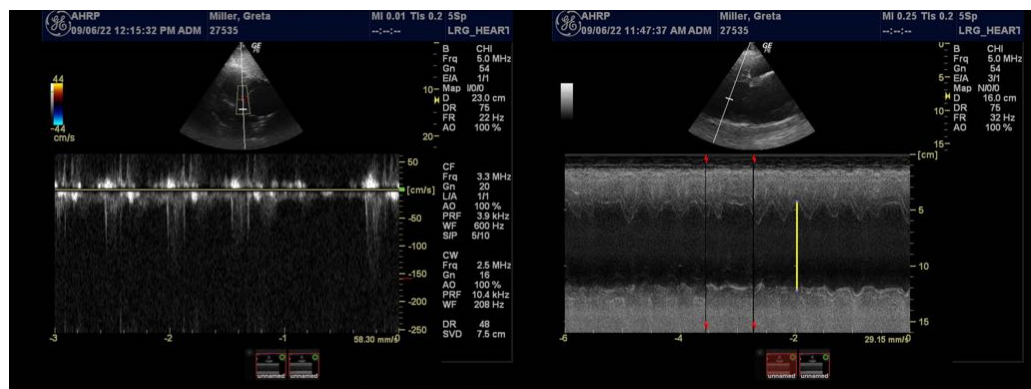 GE AHRP Miller, Greta MI 0.01 TIs 0.2 5Sp
09/06/22 12:15:32 PM ADM 27535 --:--:-- LRG_HEART
GE
B CHI
Frq 5.0 MHz
Gn 54
E/A 1/1
Map I/0/0
D 23.0 cm
DR 75
FR 22 Hz
AO 100 %
44
-44
cm/s
10
20
CF
Frq 3.3 MHz
Gn 20
L/A 1/1
AO 100 %
PRF 3.9 kHz
WF 600 Hz
S/P 5/10
CW
Frq 2.5 MHz
Gn 16
AO 100 %
PRF 10.4 kHz
WF 208 Hz
DR 48
SVD 7.5 cm
50
[cm/s]
-50
-100
-150
-200
-250
-3 -2 -1 0
58.30 mm/s
unnamed unnamed
GE AHRP Miller, Greta MI 0.25 TIs 0.2 5Sp
09/06/22 11:47:37 AM ADM 27535 --:--:-- LRG_HEART
GE
B CHI
Frq 5.0 MHz
Gn 54
E/A 3/1
Map N/0/0
D 16.0 cm
DR 75
FR 32 Hz
AO 100 %
0
5
10
15
[cm]
5
10
15
-6 -4 -2 0
29.15 mm/s
unnamed unnamed